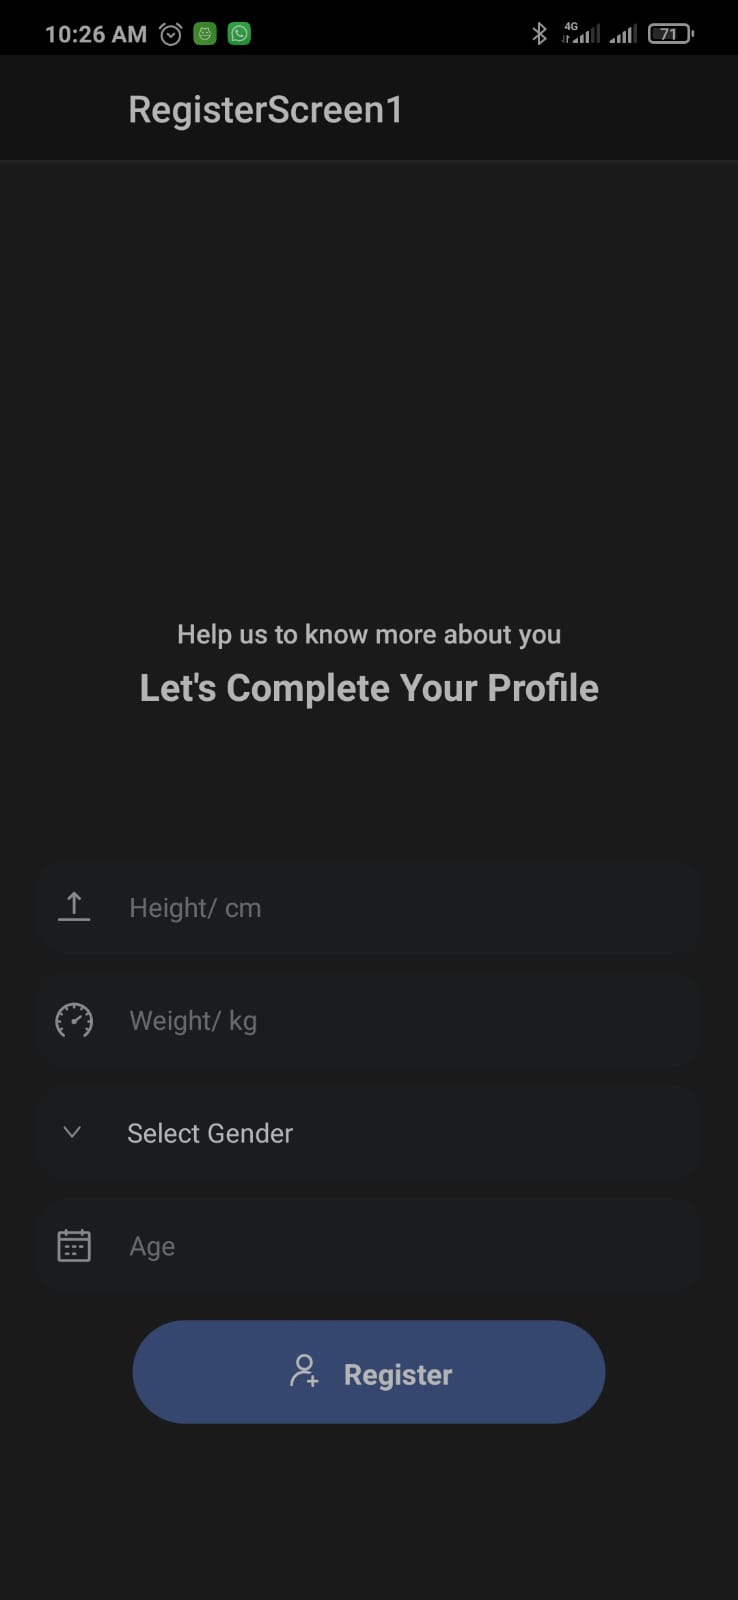 10:26 AM
4G
71
RegisterScreen1
Help us to know more about you
Let's Complete Your Profile
Height/ cm
Weight/ kg
Select Gender
Age
Register